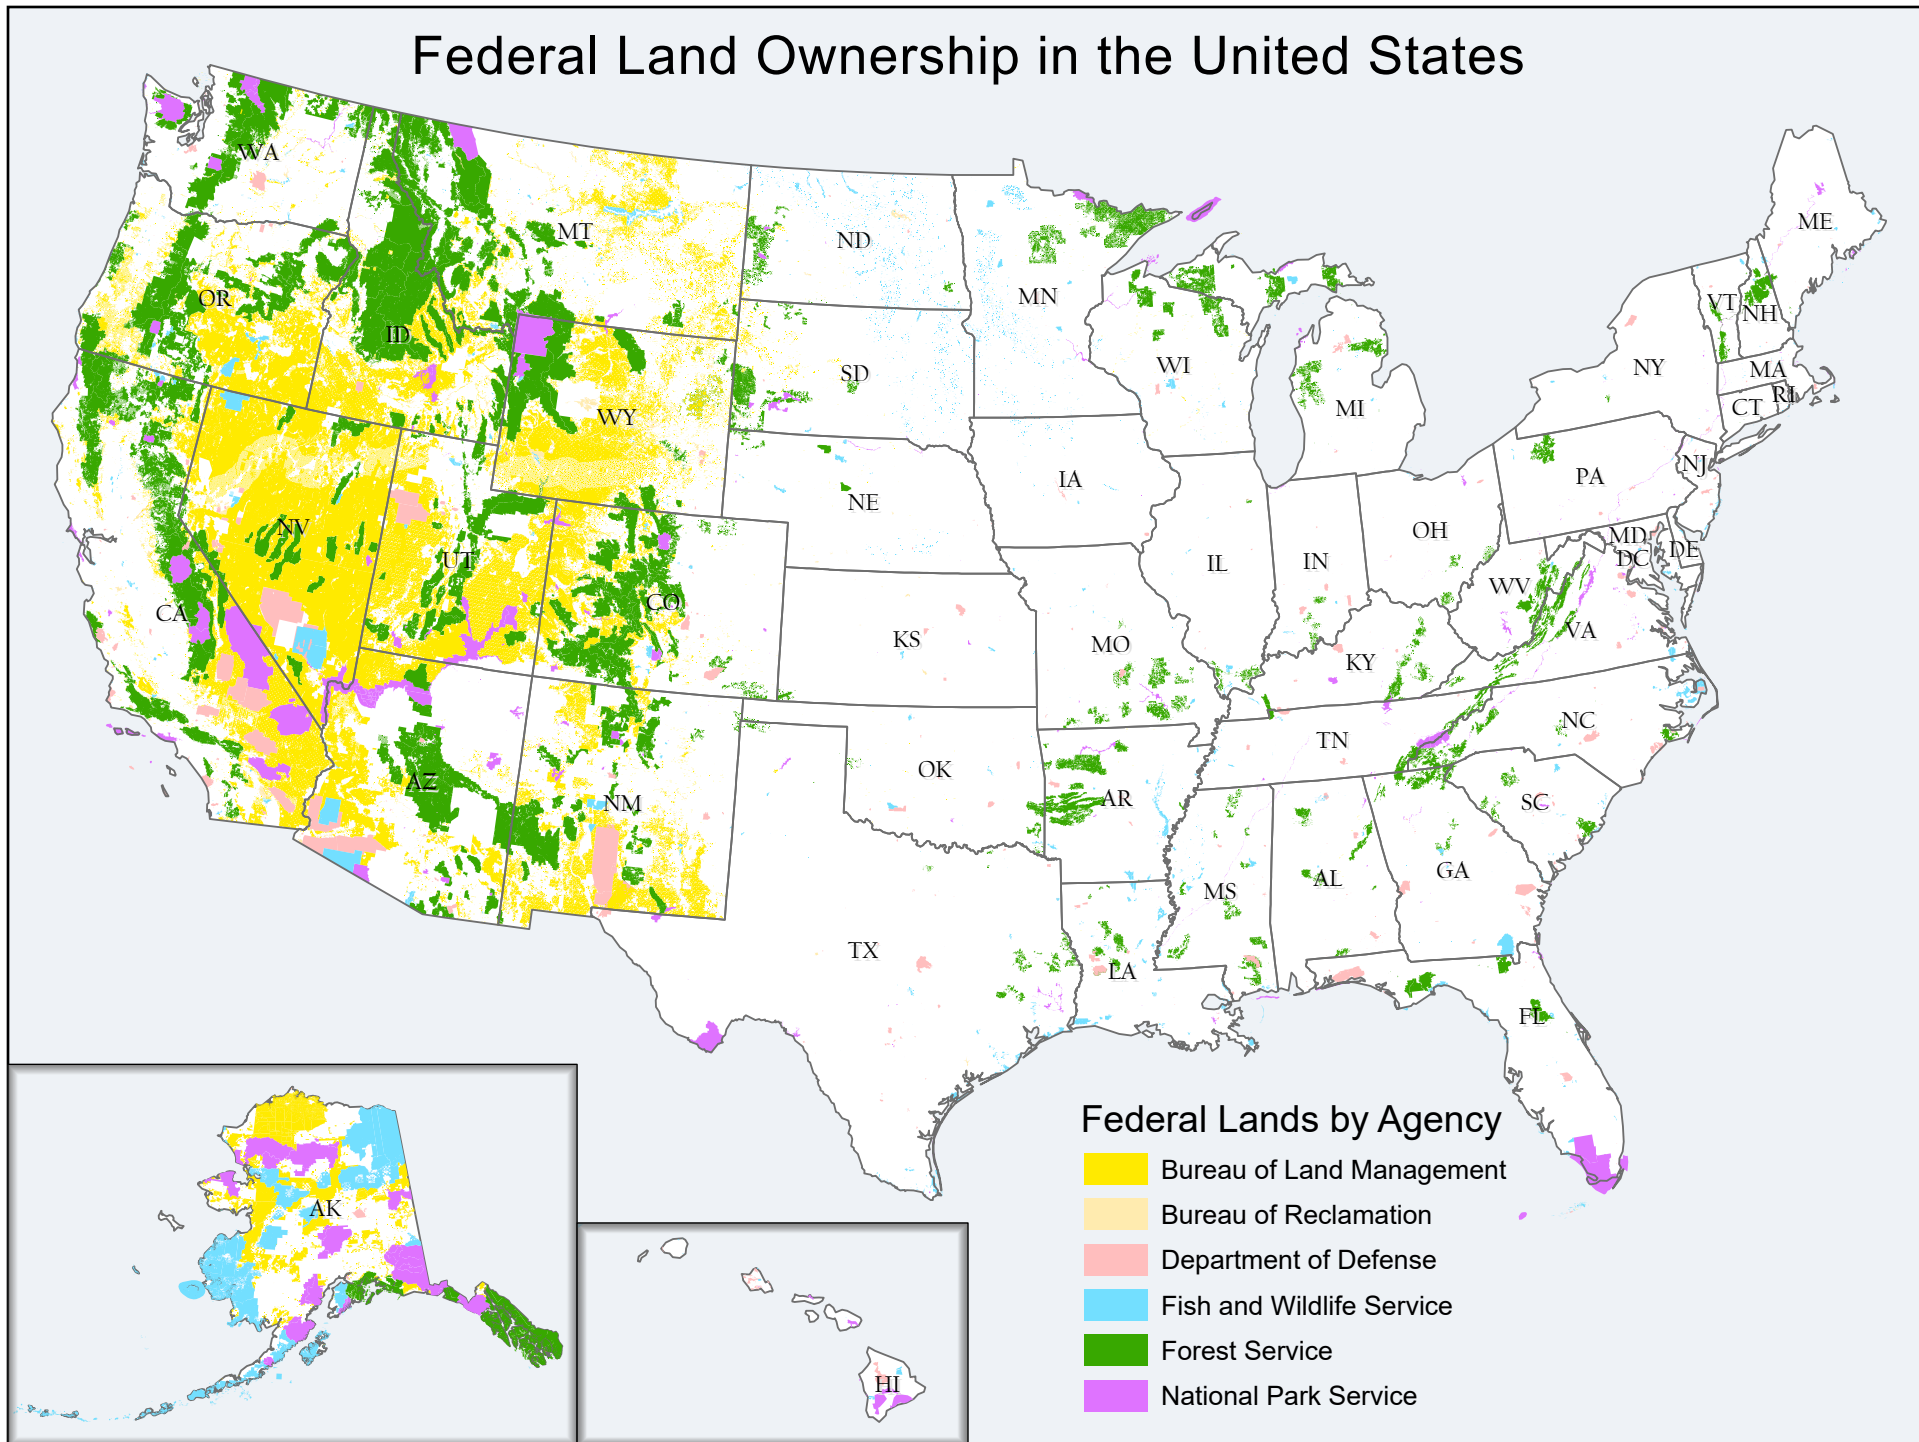 Federal Land Ownership in the United States
WA
MT
ND
MN
ME
OR
ID
WY
SD
WI
MI
NY
VT
NH
MA
CT
RI
NV
UT
CO
NE
IA
IL
IN
OH
PA
NJ
MD
DC
DE
WV
VA
CA
KS
MO
KY
AZ
NM
OK
AR
TN
NC
SC
TX
LA
MS
AL
GA
FL
AK
HI
Federal Lands by Agency
Bureau of Land Management
Bureau of Reclamation
Department of Defense
Fish and Wildlife Service
Forest Service
National Park Service